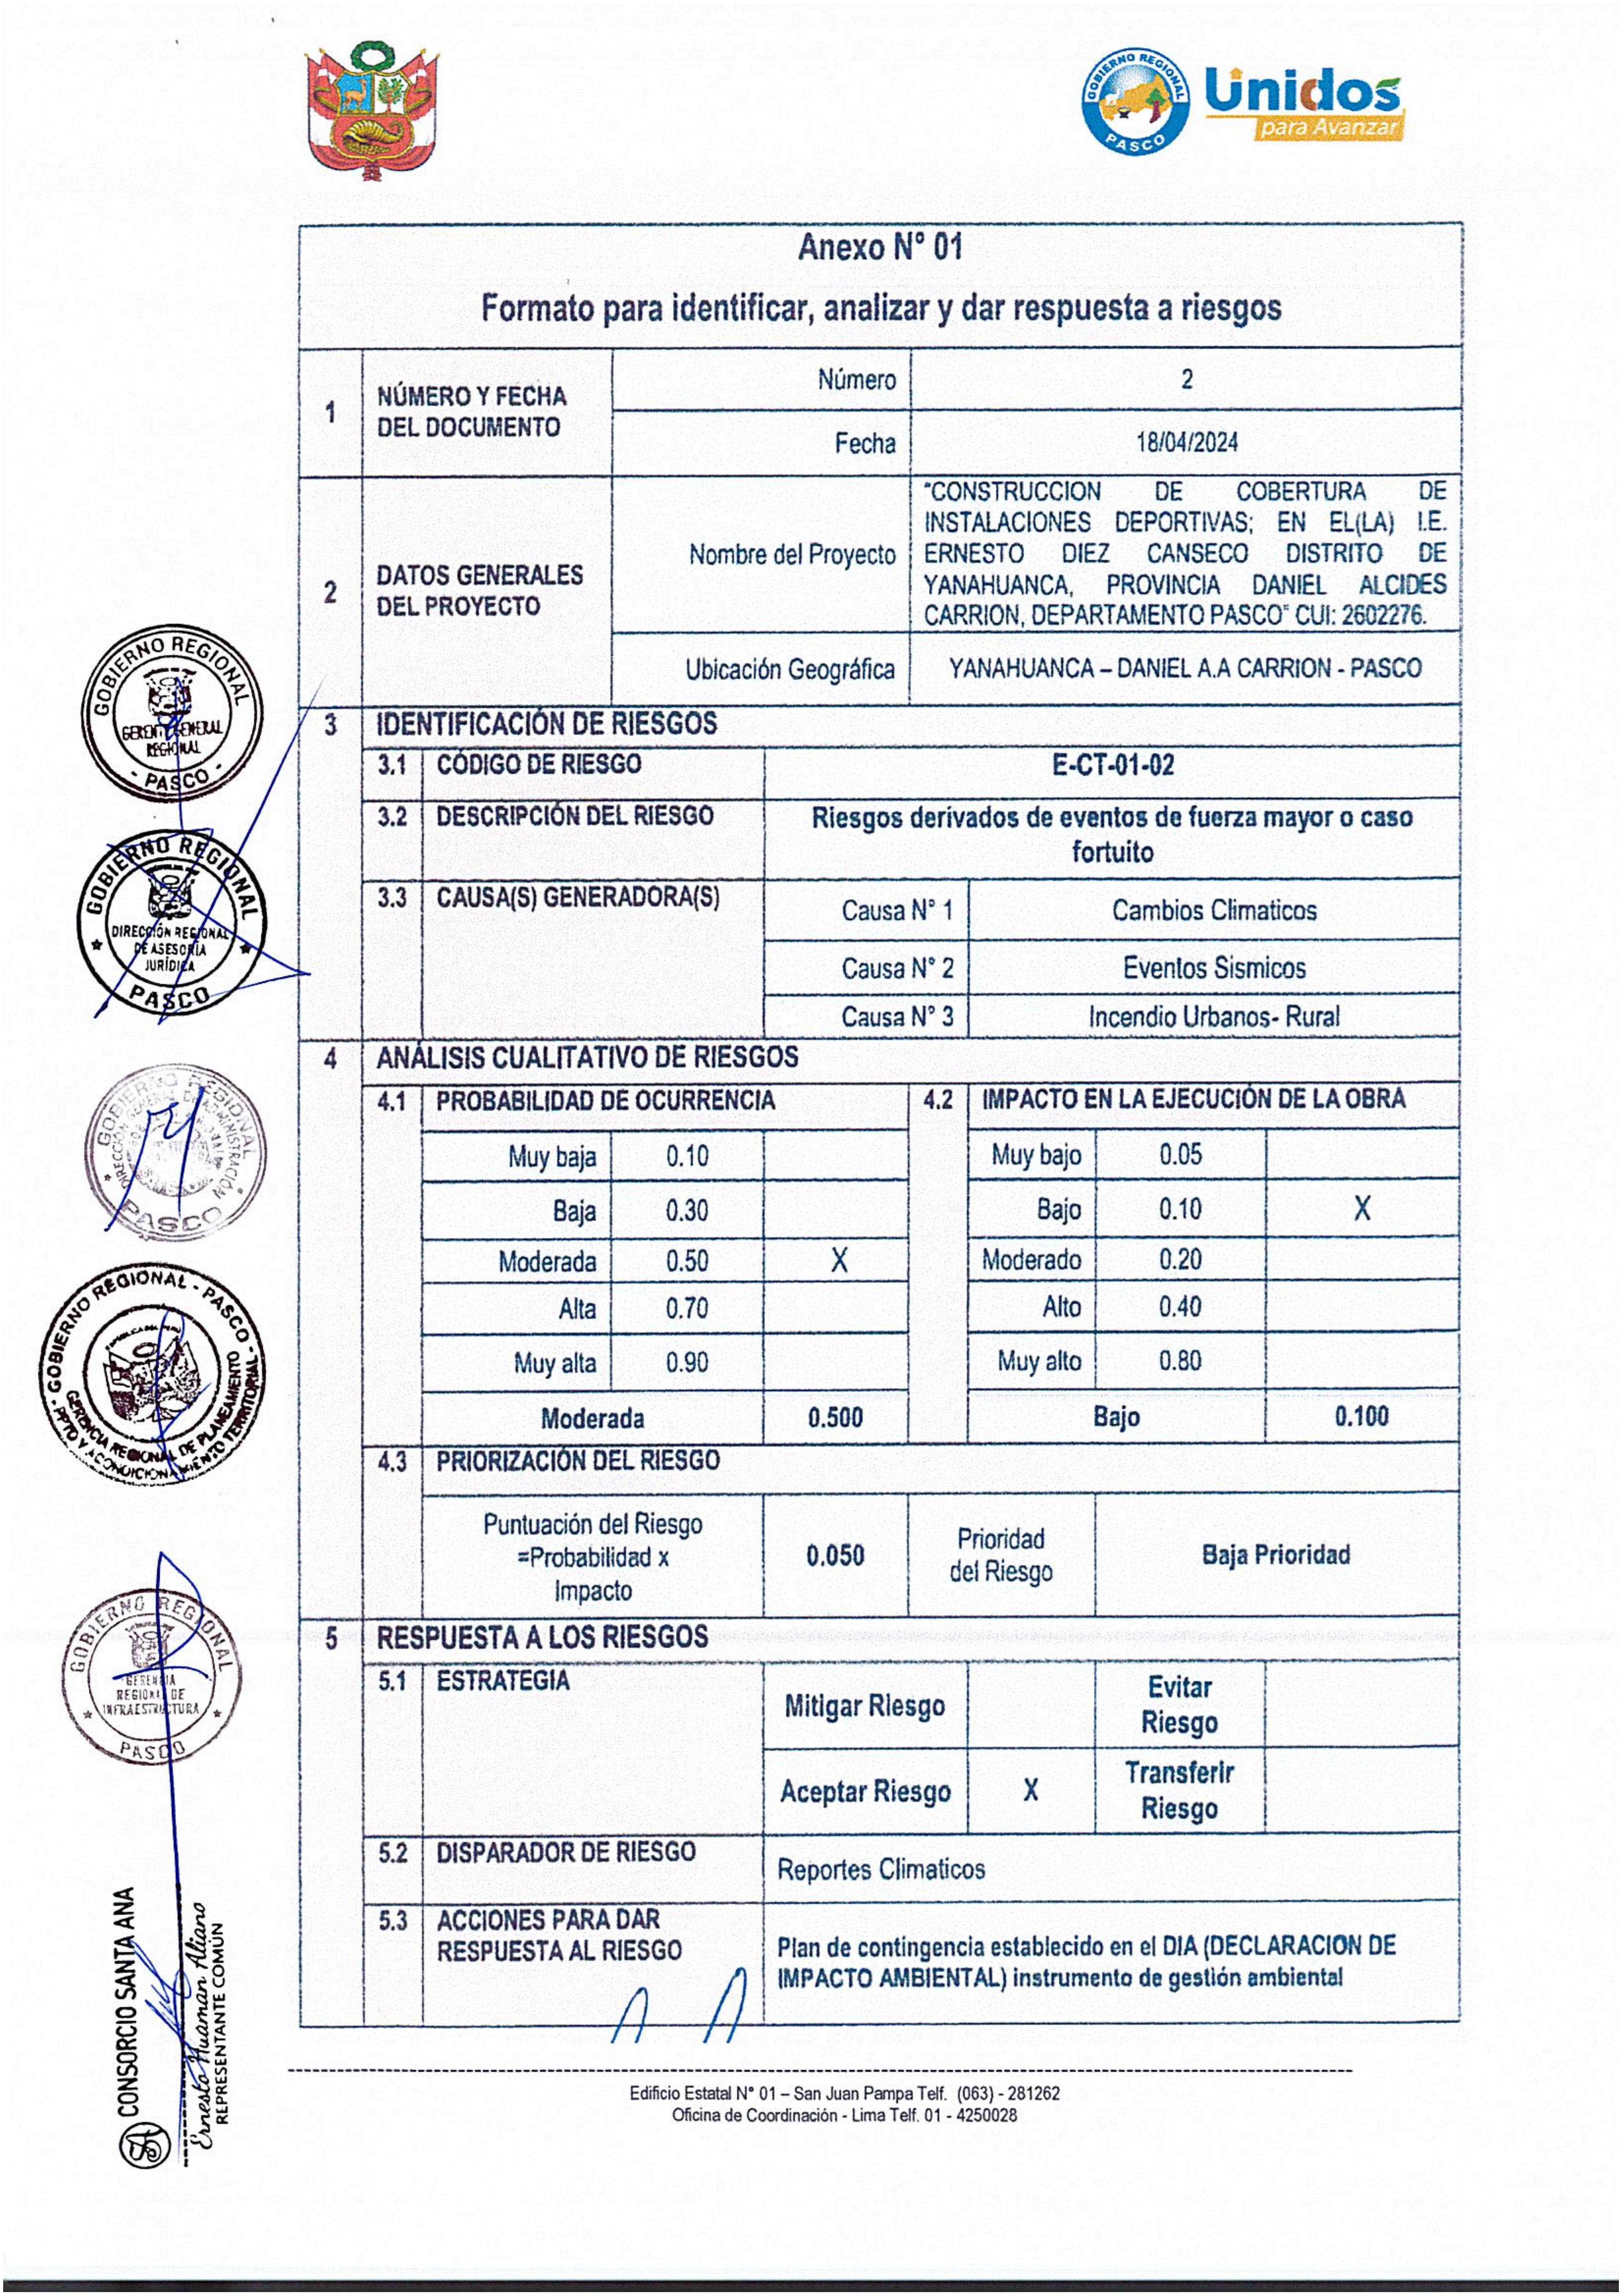 GOBIERNO REGIONAL
PASCO
Unidos
para Avanzar
Anexo N° 01
Formato para identificar, analizar y dar respuesta a riesgos
1
NÚMERO Y FECHA
DEL DOCUMENTO
Número
2
Fecha
18/04/2024
2
DATOS GENERALES
DEL PROYECTO
Nombre del Proyecto
"CONSTRUCCION DE COBERTURA DE
INSTALACIONES DEPORTIVAS; EN EL(LA) I.E.
ERNESTO DIEZ CANSECO DISTRITO DE
YANAHUANCA, PROVINCIA DANIEL ALCIDES
CARRION, DEPARTAMENTO PASCO" CUI: 2602276.
Ubicación Geográfica
YANAHUANCA – DANIEL A.A CARRION - PASCO
3 IDENTIFICACIÓN DE RIESGOS
3.1 CÓDIGO DE RIESGO
E-CT-01-02
3.2 DESCRIPCIÓN DEL RIESGO
Riesgos derivados de eventos de fuerza mayor o caso
fortuito
3.3 CAUSA(S) GENERADORA(S)
Causa N° 1 Cambios Climaticos
Causa N° 2 Eventos Sismicos
Causa N° 3 Incendio Urbanos- Rural
4 ANÁLISIS CUALITATIVO DE RIESGOS
4.1 PROBABILIDAD DE OCURRENCIA
4.2 IMPACTO EN LA EJECUCIÓN DE LA OBRA
Muy baja 0.10 Muy bajo 0.05
Baja 0.30 Bajo 0.10 X
Moderada 0.50 X Moderado 0.20
Alta 0.70 Alto 0.40
Muy alta 0.90 Muy alto 0.80
Moderada 0.500 Bajo 0.100
4.3 PRIORIZACIÓN DEL RIESGO
Puntuación del Riesgo
=Probabilidad x
Impacto
0.050
Prioridad
del Riesgo
Baja Prioridad
5 RESPUESTA A LOS RIESGOS
5.1 ESTRATEGIA
Mitigar Riesgo
Evitar
Riesgo
Aceptar Riesgo X
Transferir
Riesgo
5.2 DISPARADOR DE RIESGO
Reportes Climaticos
5.3 ACCIONES PARA DAR
RESPUESTA AL RIESGO
Plan de contingencia establecido en el DIA (DECLARACION DE
IMPACTO AMBIENTAL) instrumento de gestión ambiental
Edificio Estatal N° 01 – San Juan Pampa Telf. (063) - 281262
Oficina de Coordinación - Lima Telf. 01 - 4250028
GOBIERNO REGIONAL
GERENTE GENERAL
REGIONAL
- PASCO -
GOBIERNO REGIONAL
DIRECCIÓN REGIONAL
DE ASESORÍA
JURÍDICA
PASCO
GOBIERNO REGIONAL
DIRECCIÓN GENERAL DE ADMINISTRACIÓN
PASCO
GOBIERNO REGIONAL - PASCO -
GERENCIA REGIONAL DE PLANEAMIENTO
PPTO Y ACONDICIONAMIENTO TERRITORIAL
GOBIERNO REGIONAL
GERENCIA
REGIONAL DE
INFRAESTRUCTURA
PASCO
CONSORCIO SANTA ANA
Ernesto Huaman Aliano
REPRESENTANTE COMÚN